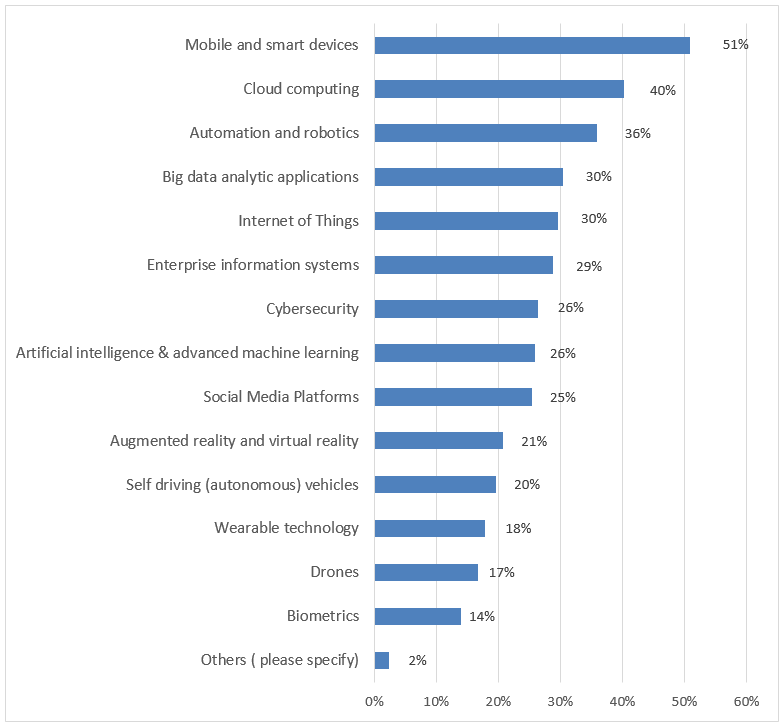 Mobile and smart devices 51%
Cloud computing 40%
Automation and robotics 36%
Big data analytic applications 30%
Internet of Things 30%
Enterprise information systems 29%
Cybersecurity 26%
Artificial intelligence & advanced machine learning 26%
Social Media Platforms 25%
Augmented reality and virtual reality 21%
Self driving (autonomous) vehicles 20%
Wearable technology 18%
Drones 17%
Biometrics 14%
Others ( please specify) 2%
0% 10% 20% 30% 40% 50% 60%